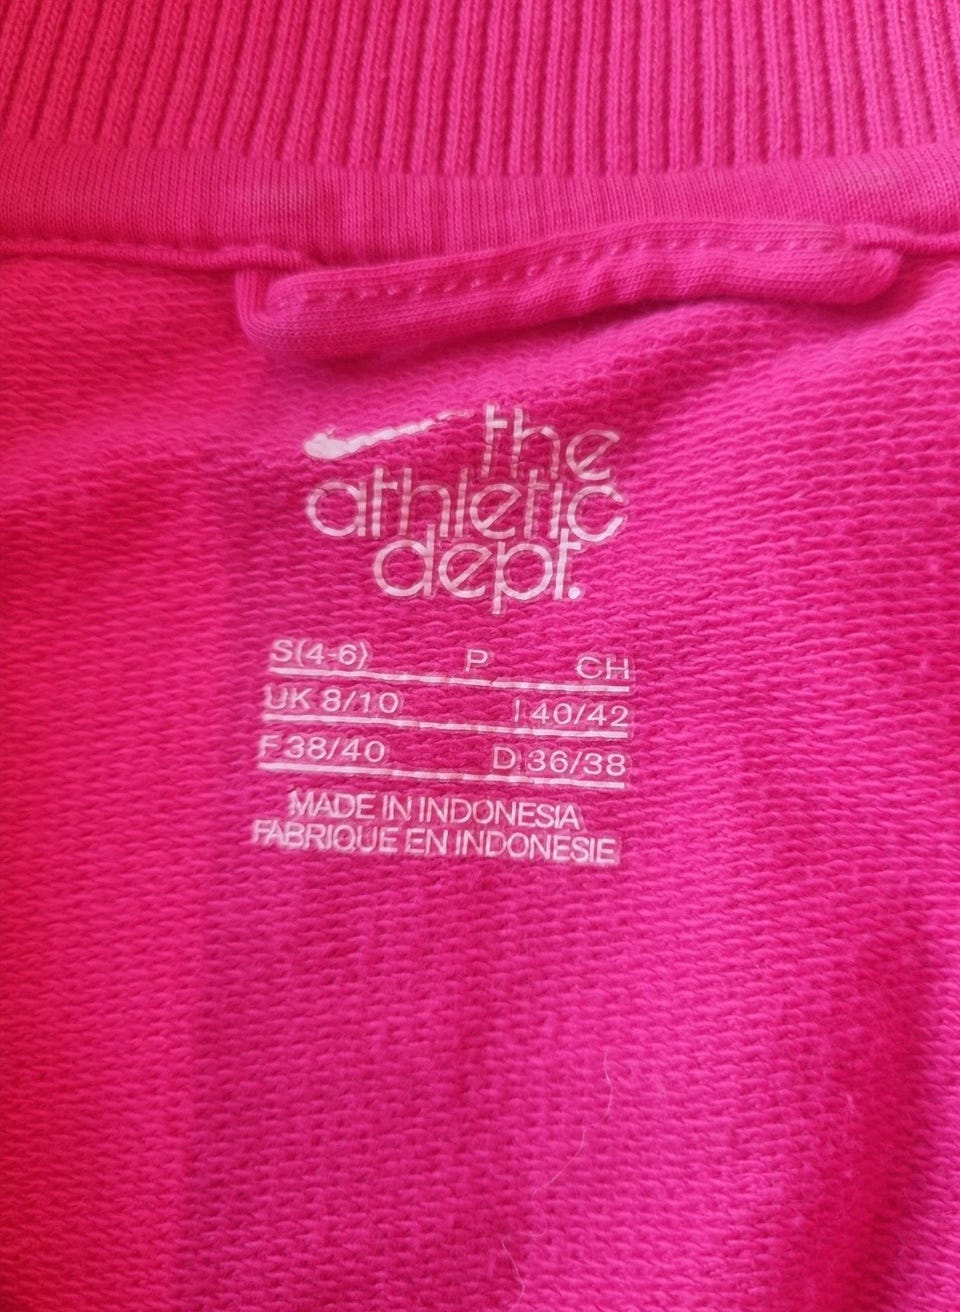 the
athletic
dept.
S(4-6) P CH
UK 8/10 I 40/42
F 38/40 D 36/38
MADE IN INDONESIA
FABRIQUE EN INDONESIE